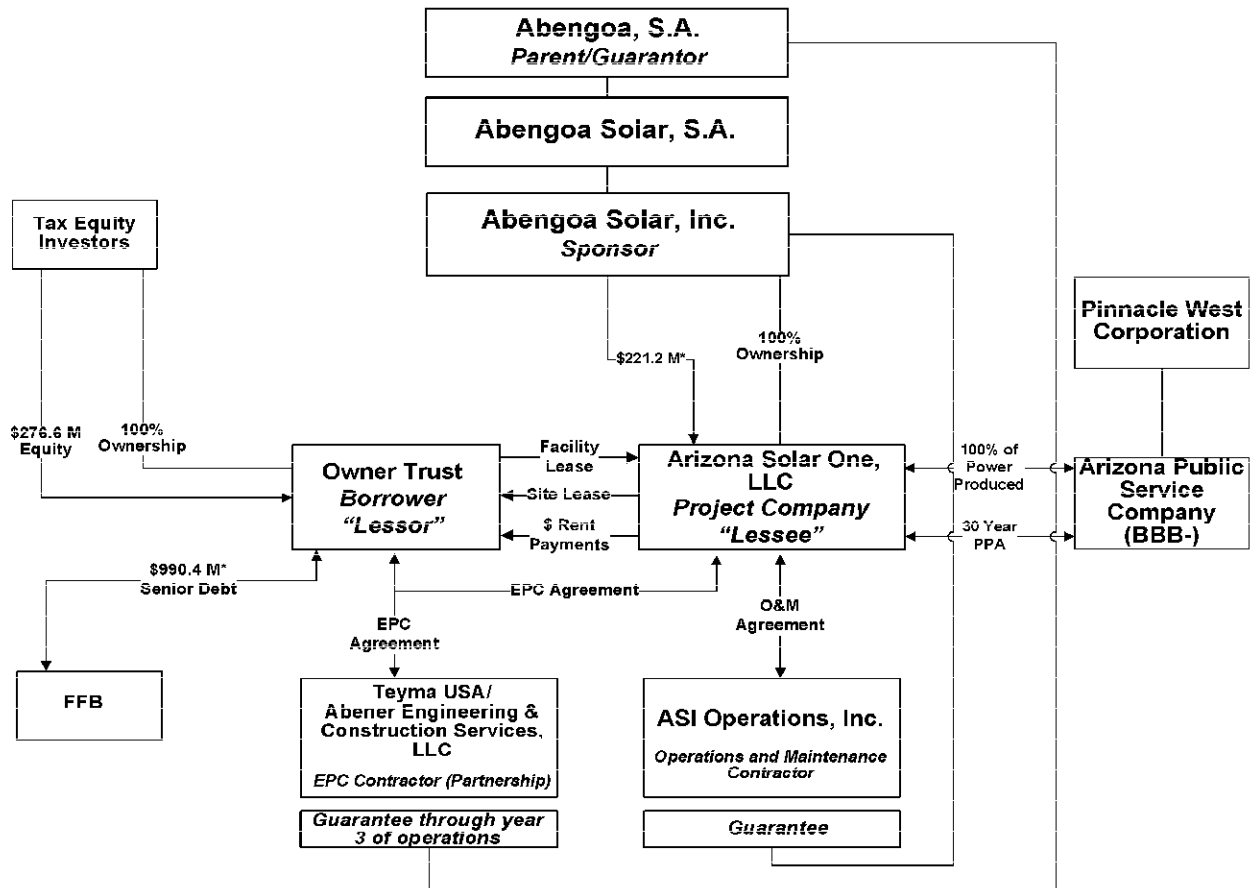 Abengoa, S.A.
Parent/Guarantor
Abengoa Solar, S.A.
Abengoa Solar, Inc.
Sponsor
Tax Equity
Investors
Pinnacle West
Corporation
$221.2 M*
100%
Ownership
$276.6 M
Equity
100%
Ownership
Owner Trust
Borrower
“Lessor”
Facility
Lease
Site Lease
$ Rent
Payments
Arizona Solar One,
LLC
Project Company
“Lessee”
100% of
Power
Produced
30 Year
PPA
Arizona Public
Service
Company
(BBB-)
$990.4 M*
Senior Debt
EPC Agreement
EPC
Agreement
O&M
Agreement
FFB
Teyma USA/
Abener Engineering &
Construction Services,
LLC
EPC Contractor (Partnership)
ASI Operations, Inc.
Operations and Maintenance
Contractor
Guarantee through year
3 of operations
Guarantee